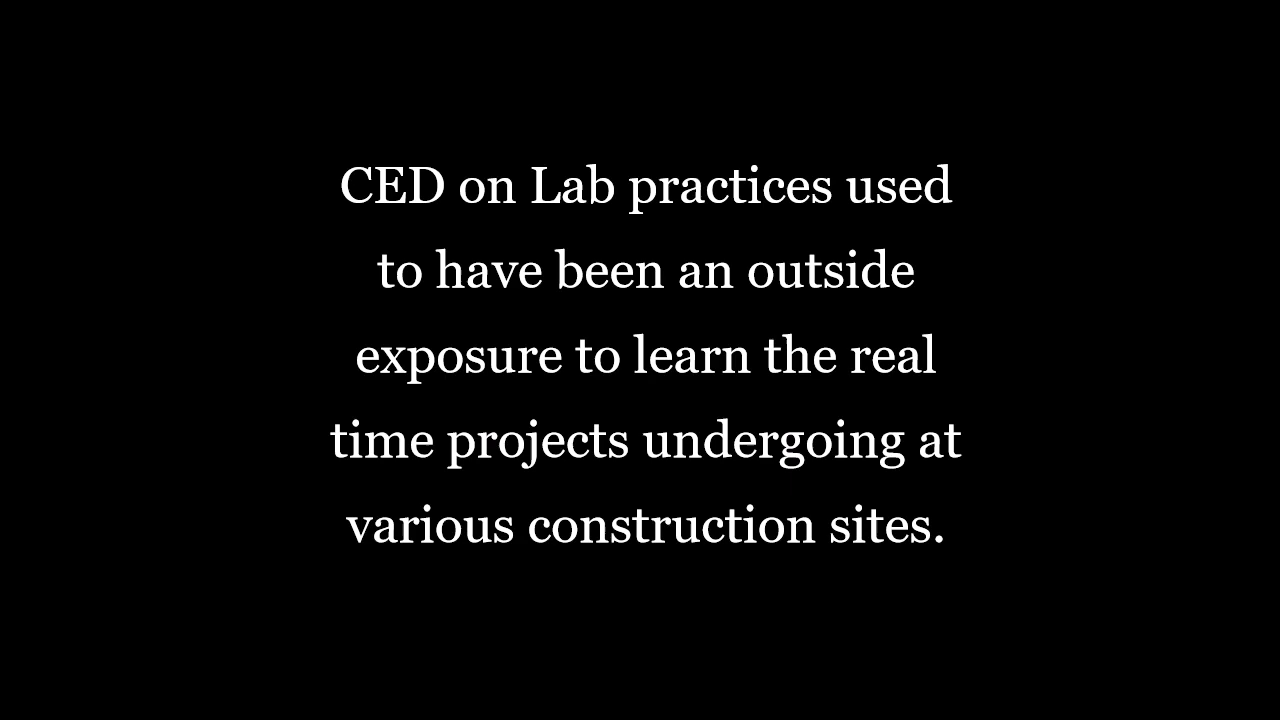 CED on Lab practices used
to have been an outside
exposure to learn the real
time projects undergoing at
various construction sites.